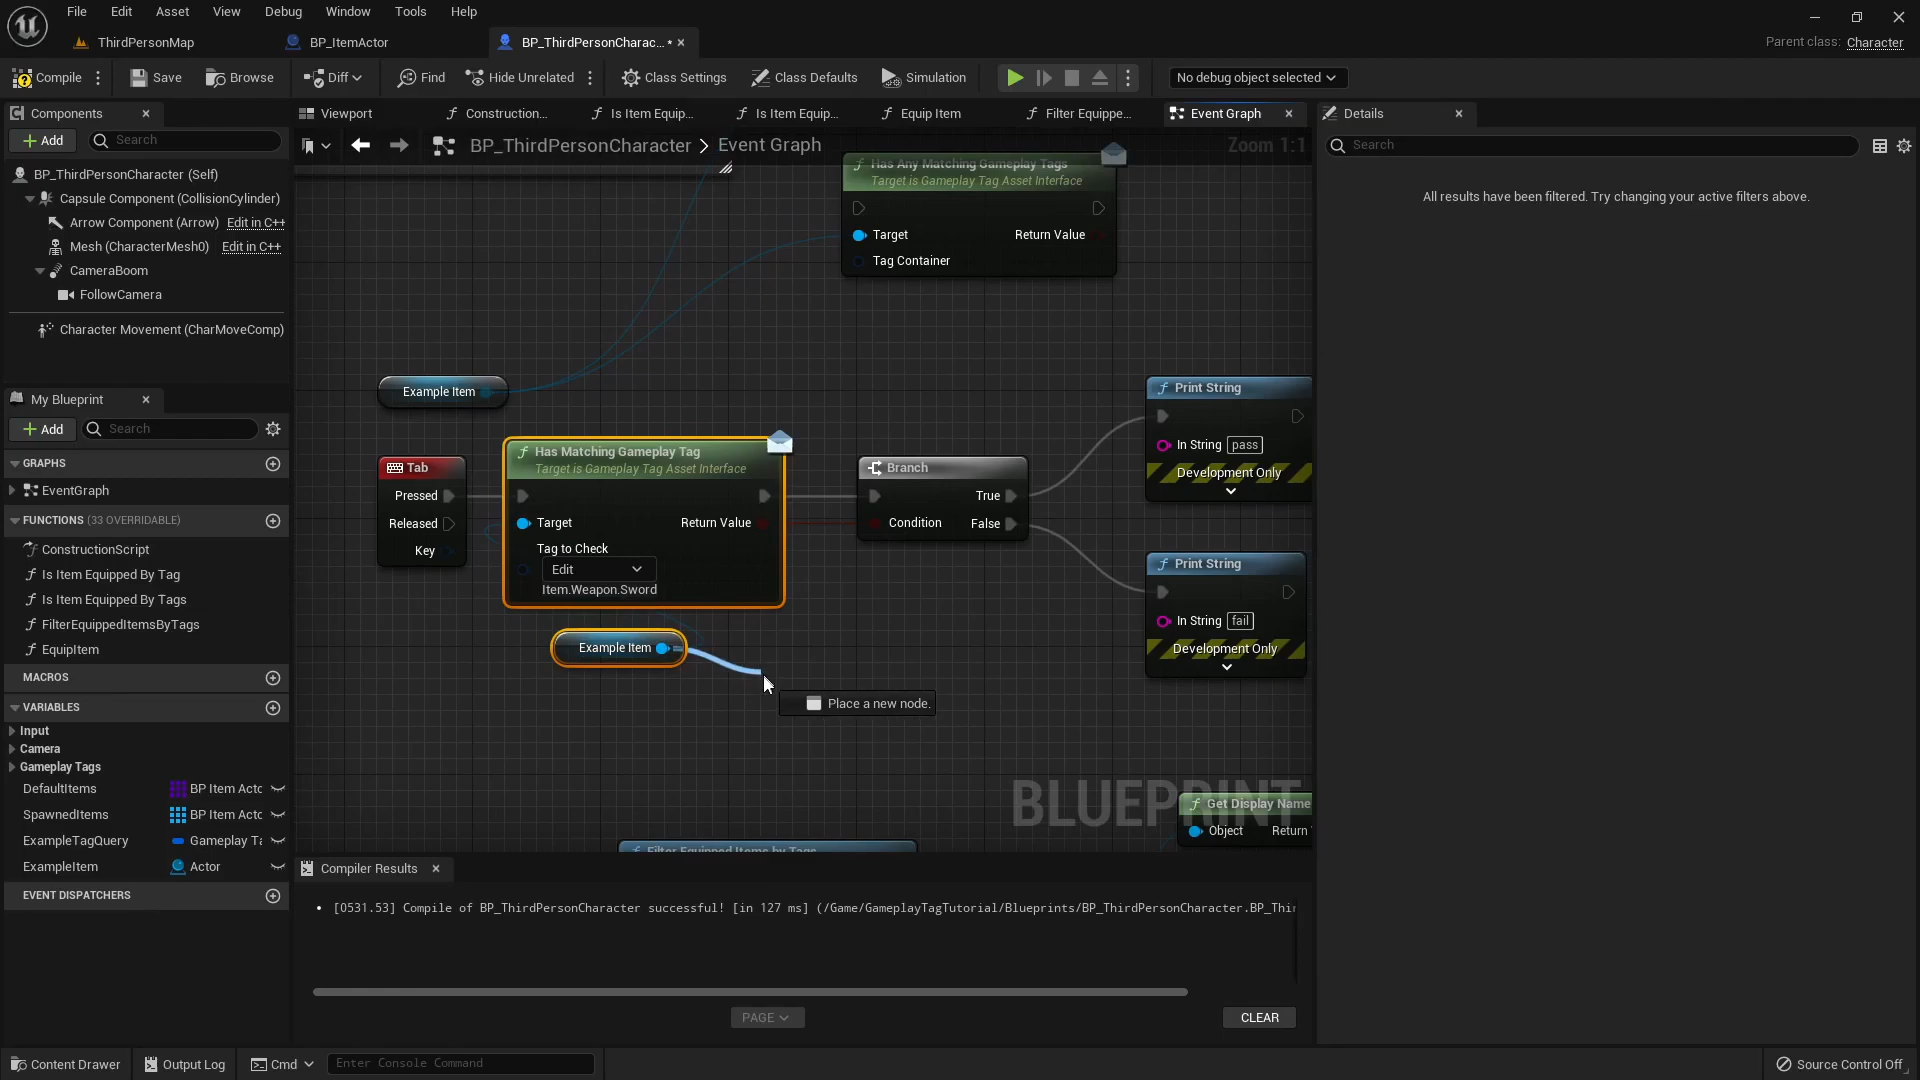 File Edit Asset View Debug Window Tools Help
ThirdPersonMap BP_ItemActor BP_ThirdPersonCharac... •
Parent class: Character
Compile Save Browse Diff Find Hide Unrelated Class Settings Class Defaults Simulation No debug object selected
Components
Add Search
BP_ThirdPersonCharacter (Self)
Capsule Component (CollisionCylinder)
Arrow Component (Arrow) Edit in C++
Mesh (CharacterMesh0) Edit in C++
CameraBoom
FollowCamera
Character Movement (CharMoveComp)
My Blueprint
Add Search
GRAPHS
EventGraph
FUNCTIONS (33 OVERRIDABLE)
ConstructionScript
Is Item Equipped By Tag
Is Item Equipped By Tags
FilterEquippedItemsByTags
EquipItem
MACROS
VARIABLES
Input
Camera
Gameplay Tags
DefaultItems BP Item Actc
SpawnedItems BP Item Actc
ExampleTagQuery Gameplay Ta
ExampleItem Actor
EVENT DISPATCHERS
Viewport Construction... Is Item Equip... Is Item Equip... Equip Item Filter Equippe... Event Graph
BP_ThirdPersonCharacter > Event Graph Zoom 1:1
Has Any Matching Gameplay Tags
Target is Gameplay Tag Asset Interface
Target Return Value
Tag Container
Example Item
Tab
Pressed
Released
Key
Has Matching Gameplay Tag
Target is Gameplay Tag Asset Interface
Target Return Value
Tag to Check
Edit
Item.Weapon.Sword
Example Item
Place a new node.
Branch
True
Condition False
Print String
In String pass
Development Only
Print String
In String fail
Development Only
BLUEPRINT
Get Display Name
Object Return
Filter Equipped Items by Tags
Compiler Results
• [0531.53] Compile of BP_ThirdPersonCharacter successful! [in 127 ms] (/Game/GameplayTagTutorial/Blueprints/BP_ThirdPersonCharacter.BP_Thi
PAGE CLEAR
Details
Search
All results have been filtered. Try changing your active filters above.
Content Drawer Output Log Cmd Enter Console Command Source Control Off